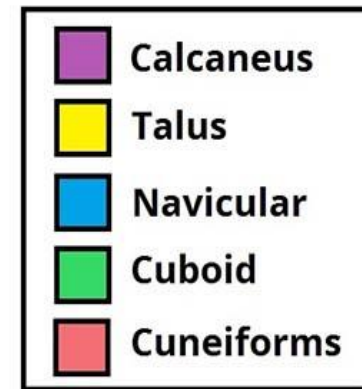 Calcaneus
Talus
Navicular
Cuboid
Cuneiforms